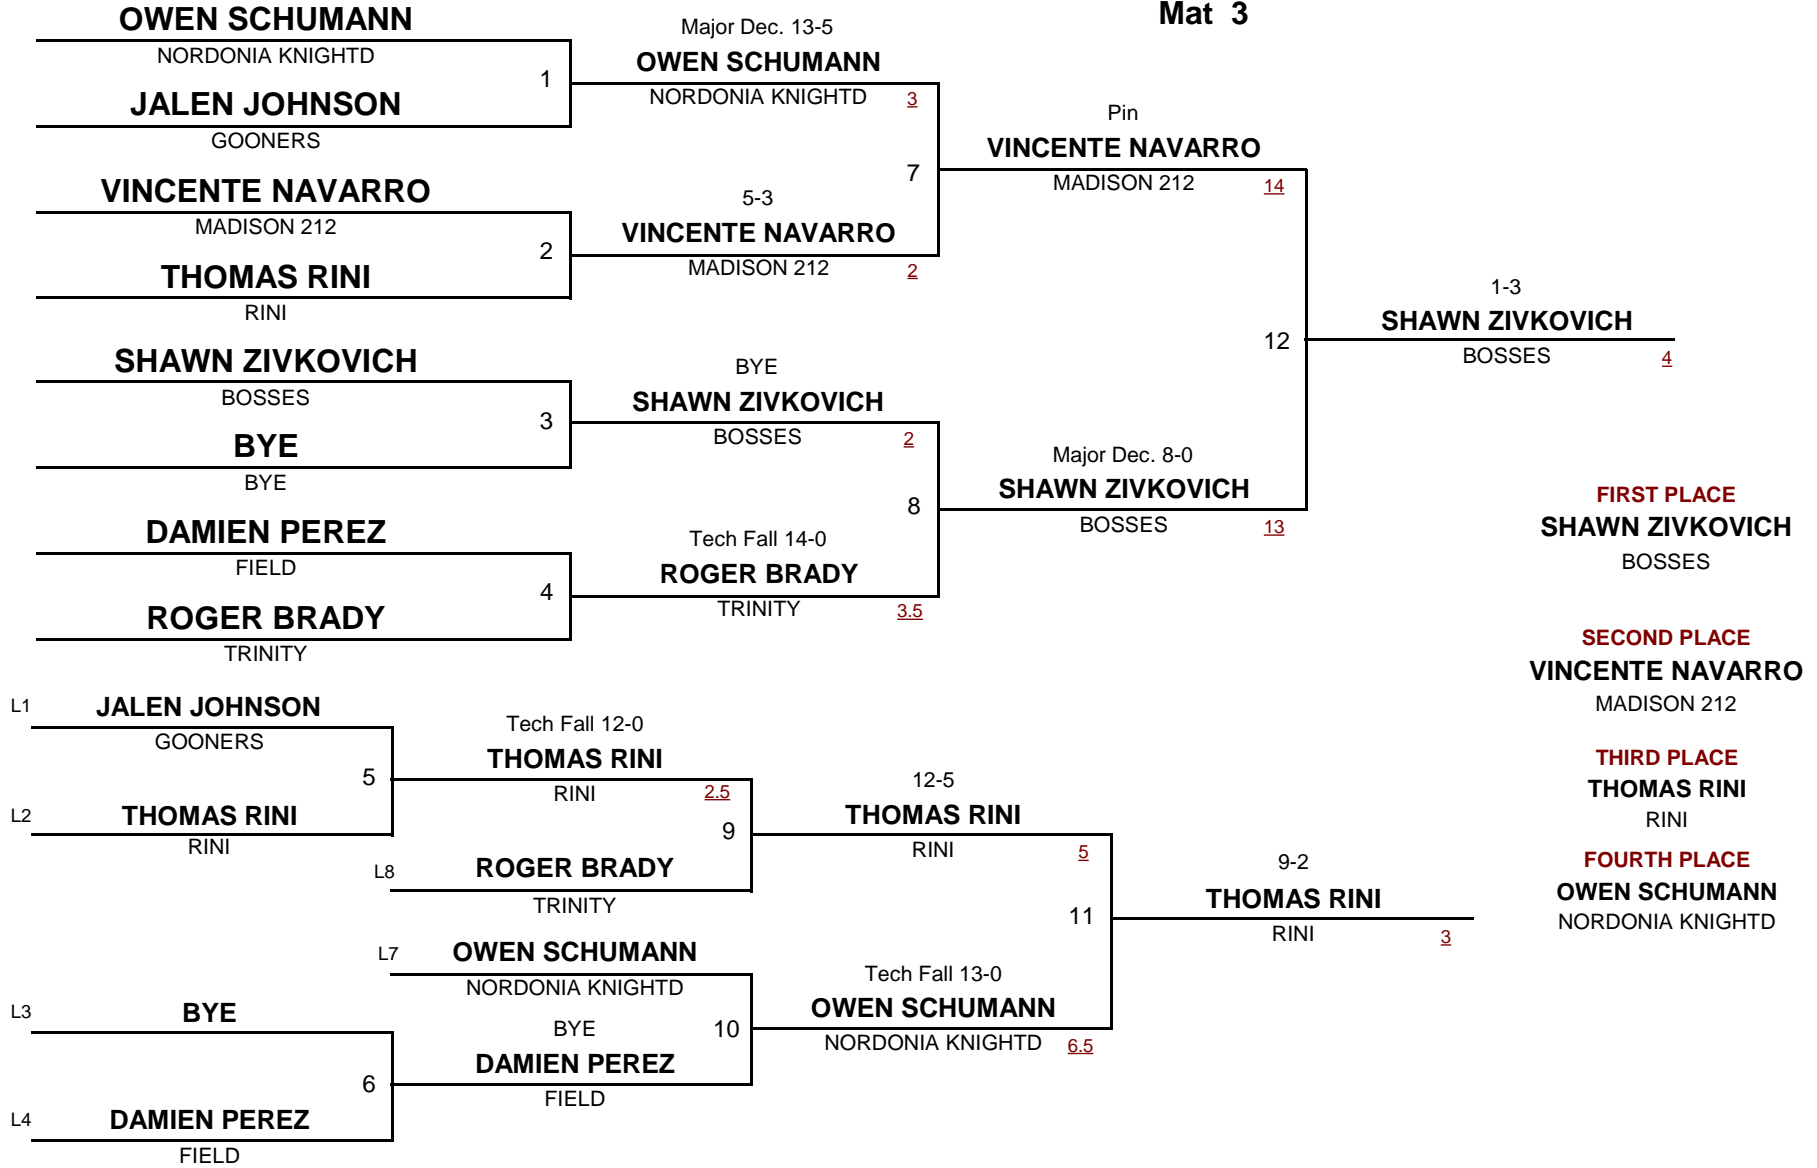 Mat 3
OWEN SCHUMANN
NORDONIA KNIGHTD
1
JALEN JOHNSON
GOONERS
VINCENTE NAVARRO
MADISON 212
2
THOMAS RINI
RINI
SHAWN ZIVKOVICH
BOSSES
3
BYE
BYE
DAMIEN PEREZ
FIELD
4
ROGER BRADY
TRINITY
Major Dec. 13-5
OWEN SCHUMANN
NORDONIA KNIGHTD 3
7
5-3
VINCENTE NAVARRO
MADISON 212 2
BYE
SHAWN ZIVKOVICH
BOSSES 2
8
Tech Fall 14-0
ROGER BRADY
TRINITY 3.5
Pin
VINCENTE NAVARRO
MADISON 212 14
12
Major Dec. 8-0
SHAWN ZIVKOVICH
BOSSES 13
1-3
SHAWN ZIVKOVICH
BOSSES 4
L1 JALEN JOHNSON
GOONERS
5
L2 THOMAS RINI
RINI
L3 BYE
6
L4 DAMIEN PEREZ
FIELD
Tech Fall 12-0
THOMAS RINI
RINI 2.5
9
L8 ROGER BRADY
TRINITY
L7 OWEN SCHUMANN
NORDONIA KNIGHTD
BYE 10
DAMIEN PEREZ
FIELD
12-5
THOMAS RINI
RINI 5
11
Tech Fall 13-0
OWEN SCHUMANN
NORDONIA KNIGHTD 6.5
9-2
THOMAS RINI
RINI 3
FIRST PLACE
SHAWN ZIVKOVICH
BOSSES
SECOND PLACE
VINCENTE NAVARRO
MADISON 212
THIRD PLACE
THOMAS RINI
RINI
FOURTH PLACE
OWEN SCHUMANN
NORDONIA KNIGHTD